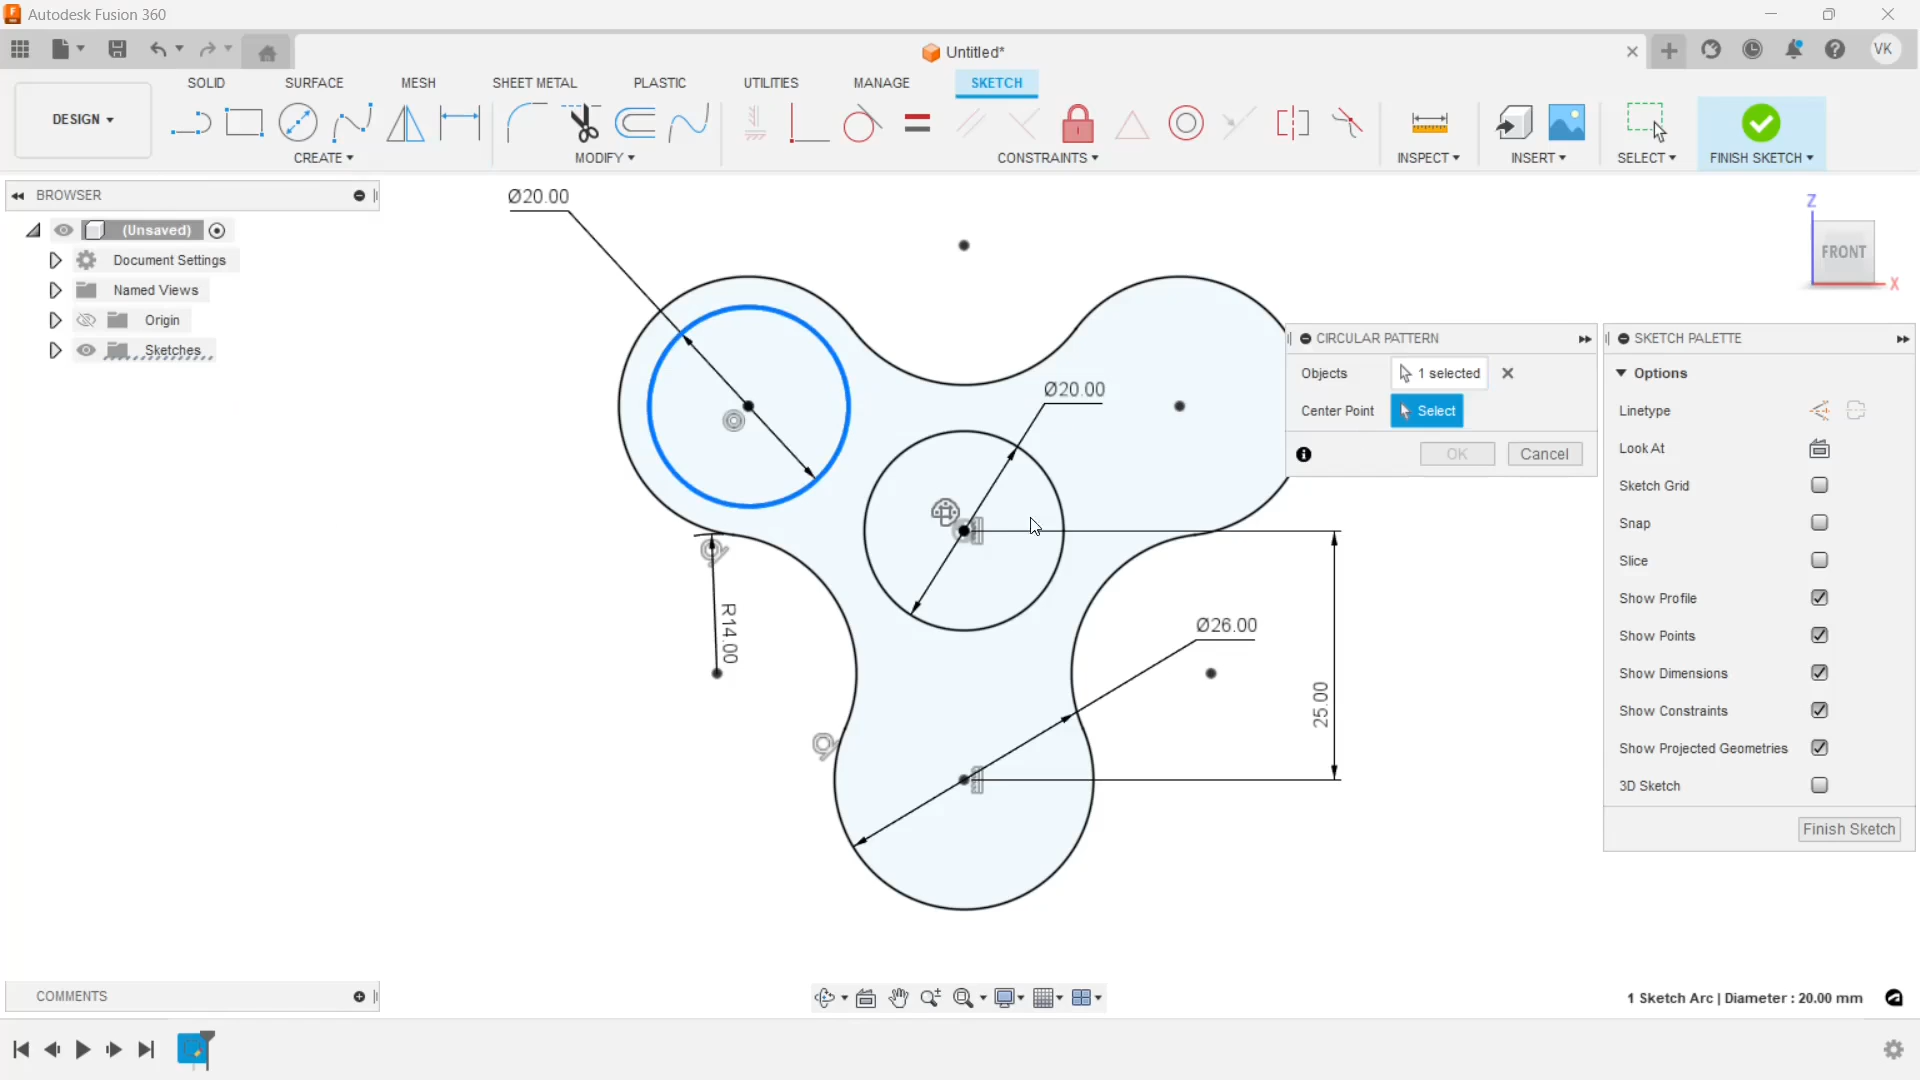 Autodesk Fusion 360
Untitled*
VK
SOLID SURFACE MESH SHEET METAL PLASTIC UTILITIES MANAGE SKETCH
DESIGN
CREATE MODIFY CONSTRAINTS INSPECT INSERT SELECT FINISH SKETCH
BROWSER
(Unsaved)
Document Settings
Named Views
Origin
Sketches
Ø20.00
Ø20.00
R14.00
Ø26.00
25.00
Z
FRONT
X
CIRCULAR PATTERN
Objects 1 selected
Center Point Select
OK Cancel
SKETCH PALETTE
Options
Linetype
Look At
Sketch Grid
Snap
Slice
Show Profile
Show Points
Show Dimensions
Show Constraints
Show Projected Geometries
3D Sketch
Finish Sketch
COMMENTS
1 Sketch Arc | Diameter : 20.00 mm